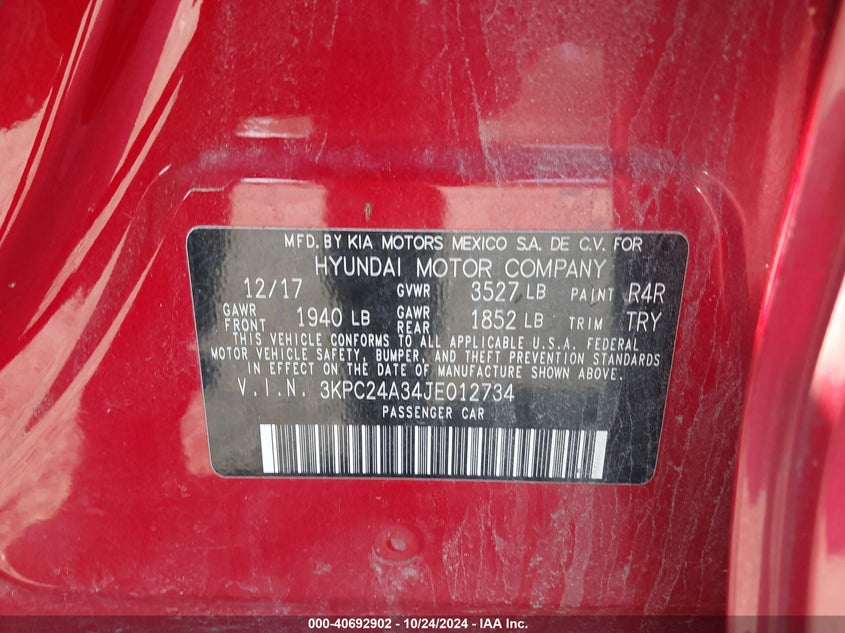 MFD. BY KIA MOTORS MEXICO S.A. DE C.V. FOR
HYUNDAI MOTOR COMPANY
12/17 GVWR 3527 LB PAINT R4R
GAWR FRONT 1940 LB GAWR REAR 1852 LB TRIM TRY
THIS VEHICLE CONFORMS TO ALL APPLICABLE U.S.A. FEDERAL
MOTOR VEHICLE SAFETY, BUMPER, AND THEFT PREVENTION STANDARDS
IN EFFECT ON THE DATE OF MANUFACTURE SHOWN ABOVE.
V.I.N. 3KPC24A34JE012734
PASSENGER CAR
000-40692902 - 10/24/2024 - IAA Inc.